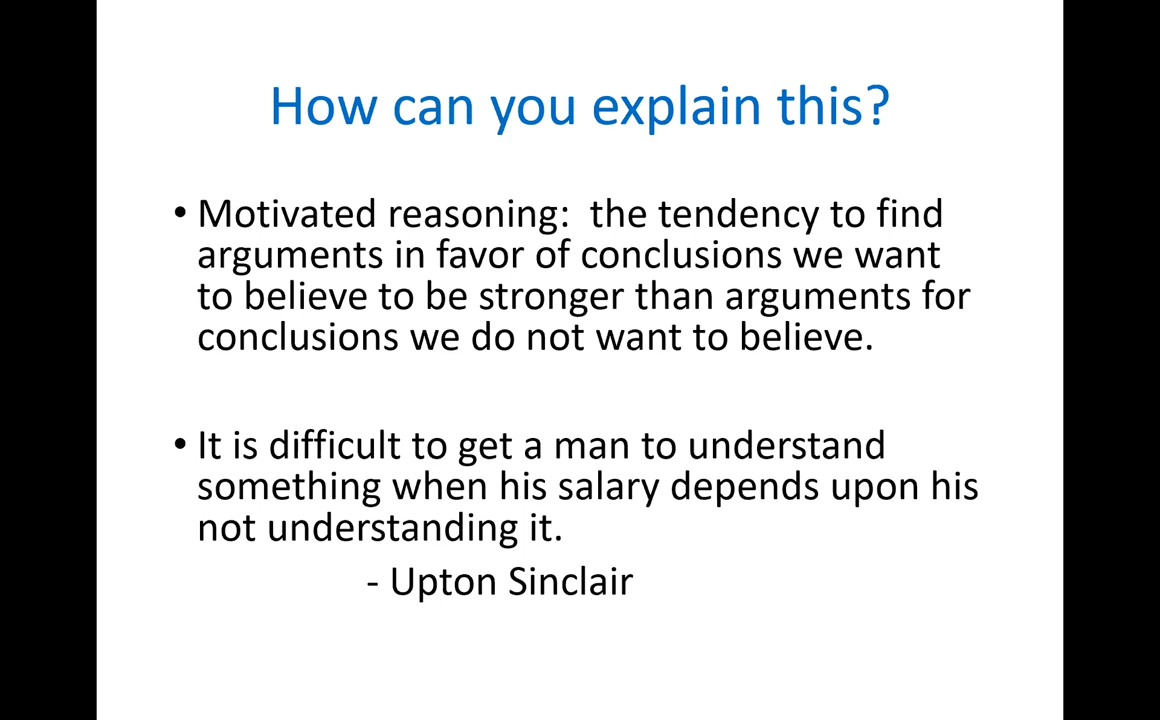 How can you explain this?
• Motivated reasoning:  the tendency to find
arguments in favor of conclusions we want
to believe to be stronger than arguments for
conclusions we do not want to believe.
• It is difficult to get a man to understand
something when his salary depends upon his
not understanding it.
- Upton Sinclair